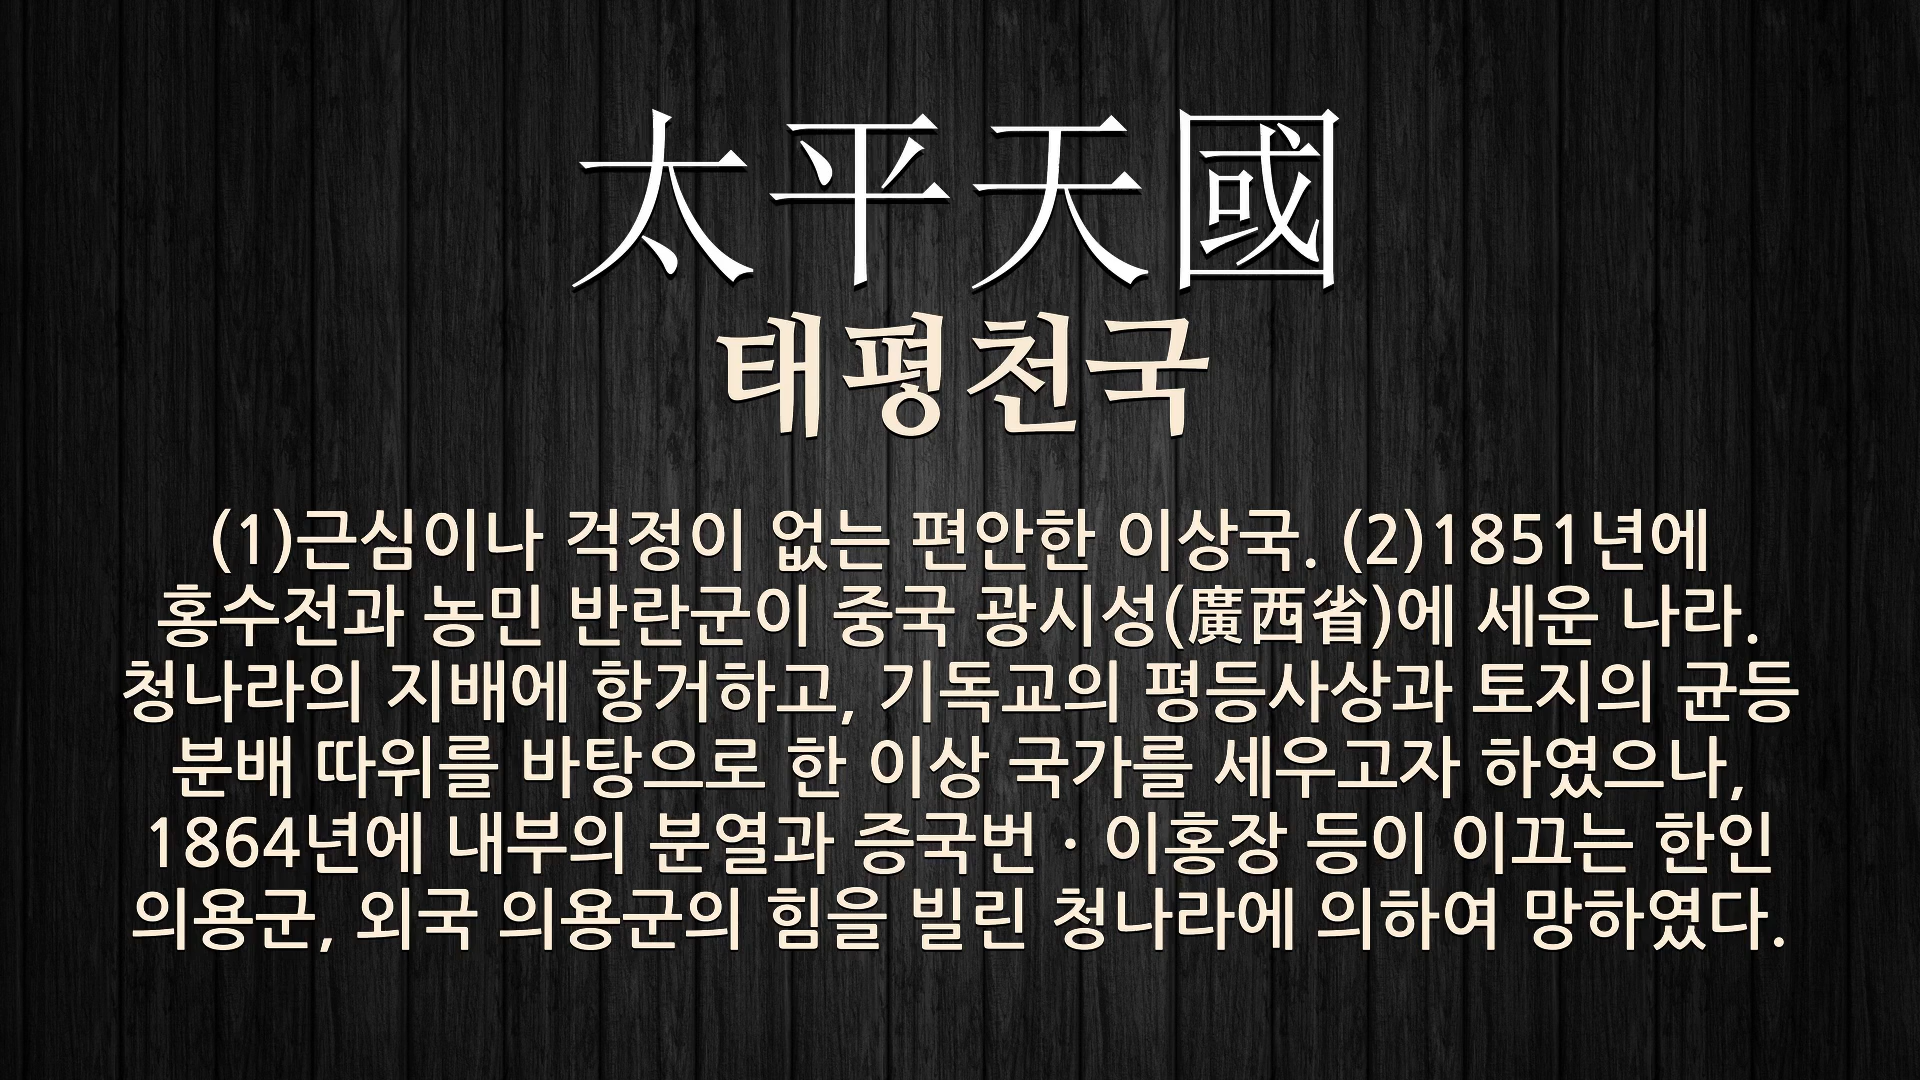 太平天國
태평천국
(1)근심이나 걱정이 없는 편안한 이상국. (2)1851년에
홍수전과 농민 반란군이 중국 광시성(廣西省)에 세운 나라.
청나라의 지배에 항거하고, 기독교의 평등사상과 토지의 균등
분배 따위를 바탕으로 한 이상 국가를 세우고자 하였으나,
1864년에 내부의 분열과 증국번 · 이홍장 등이 이끄는 한인
의용군, 외국 의용군의 힘을 빌린 청나라에 의하여 망하였다.